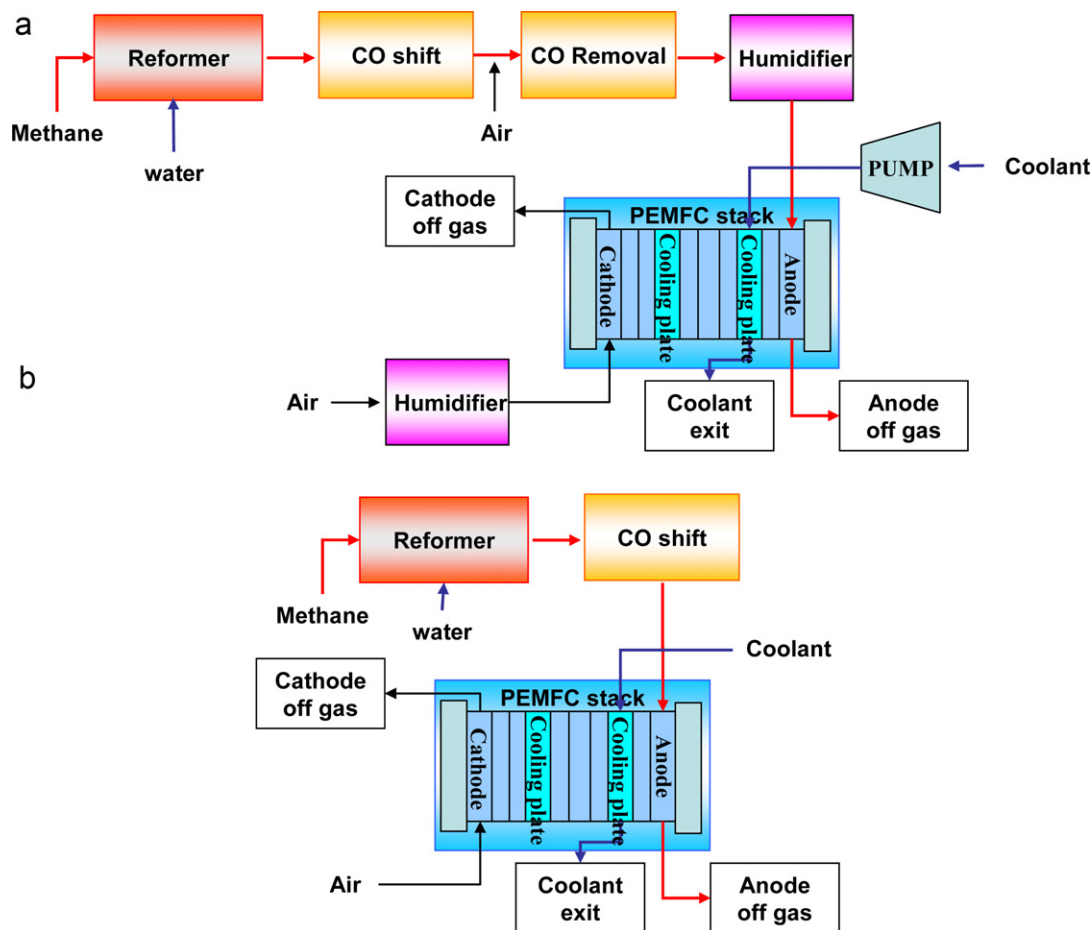 a
Reformer
CO shift
CO Removal
Humidifier
Methane
water
Air
PUMP
Coolant
Cathode
off gas
PEMFC stack
Cathode
Cooling plate
Cooling plate
Anode
b
Air
Humidifier
Coolant
exit
Anode
off gas
Reformer
CO shift
Methane
water
Coolant
Cathode
off gas
PEMFC stack
Cathode
Cooling plate
Cooling plate
Anode
Air
Coolant
exit
Anode
off gas